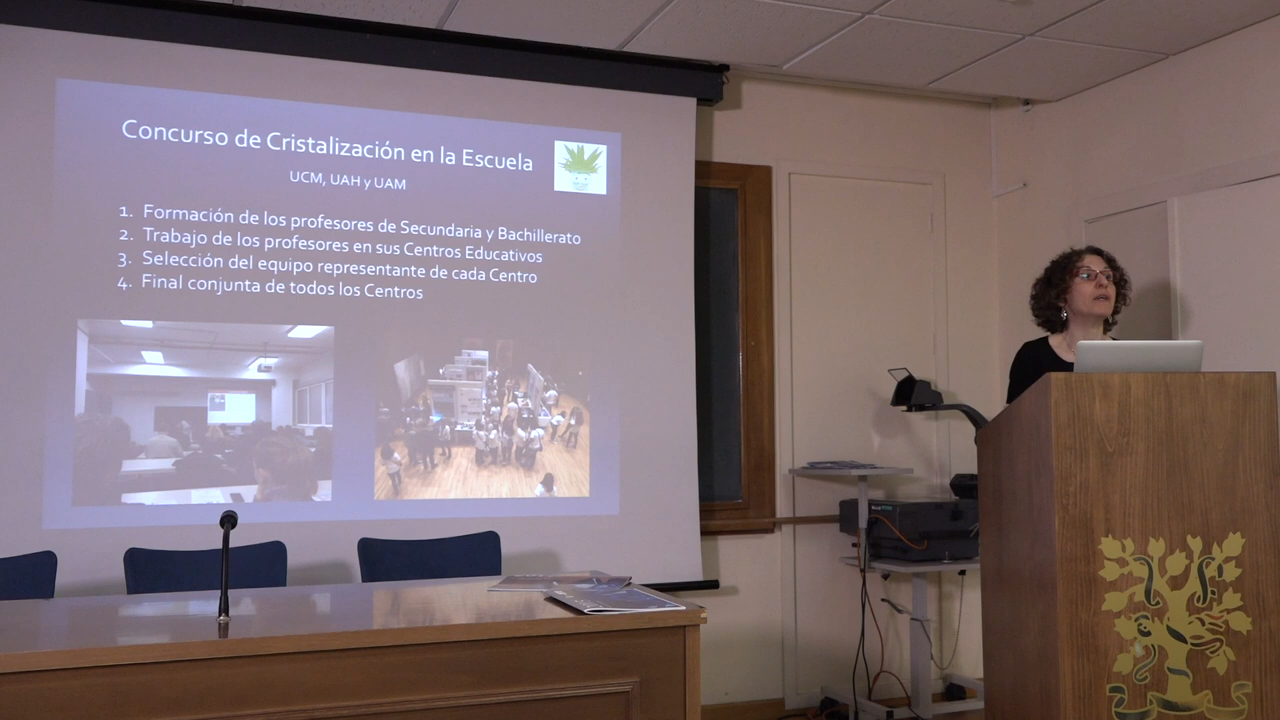 Concurso de Cristalización en la Escuela
UCM, UAH y UAM
1. Formación de los profesores de Secundaria y Bachillerato
2. Trabajo de los profesores en sus Centros Educativos
3. Selección del equipo representante de cada Centro
4. Final conjunta de todos los Centros